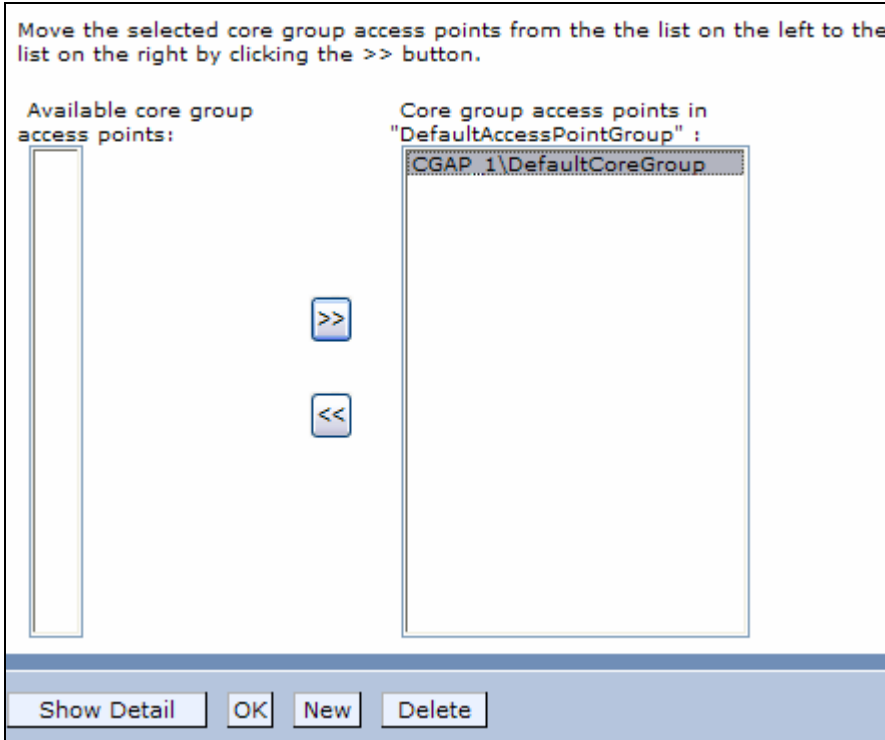 Move the selected core group access points from the the list on the left to the
list on the right by clicking the >> button.
Available core group
access points:
Core group access points in
"DefaultAccessPointGroup" :
CGAP_1\DefaultCoreGroup
>>
<<
Show Detail
OK
New
Delete